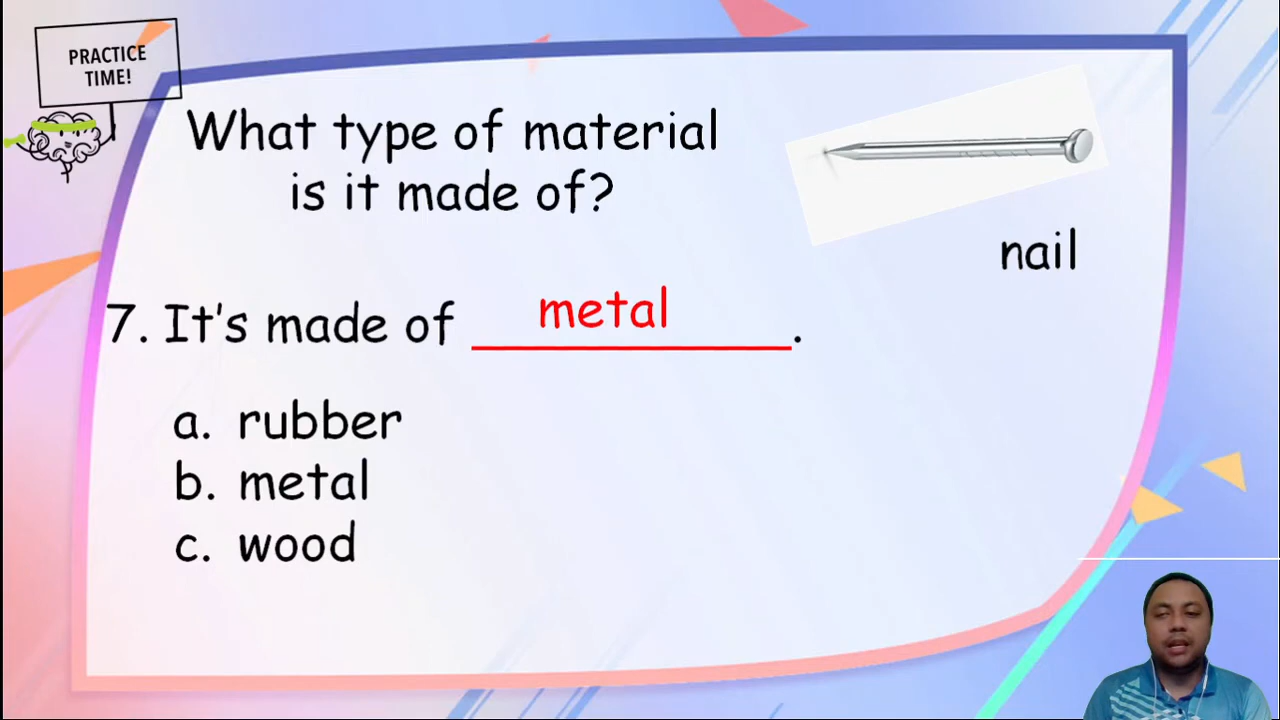 PRACTICE
TIME!
What type of material
is it made of?
nail
7. It's made of metal.
a. rubber
b. metal
c. wood